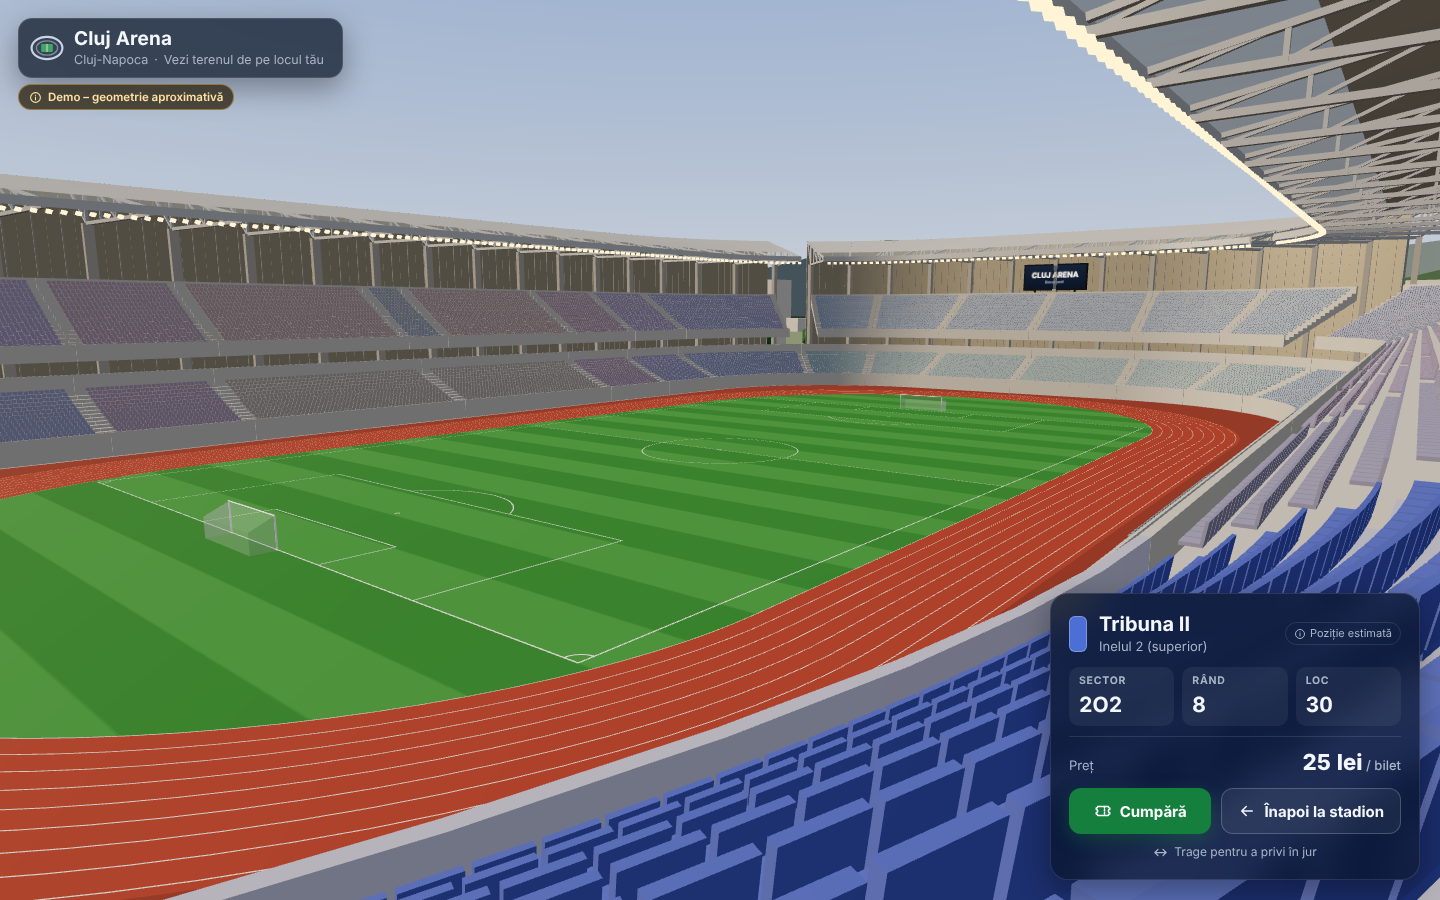 Cluj Arena
Cluj-Napoca · Vezi terenul de pe locul tău
Demo – geometrie aproximativă
CLUJ ARENA
Tribuna II
Inelul 2 (superior)
Poziție estimată
SECTOR
2O2
RÂND
8
LOC
30
Preț
25 lei / bilet
Cumpără
Înapoi la stadion
Trage pentru a privi în jur